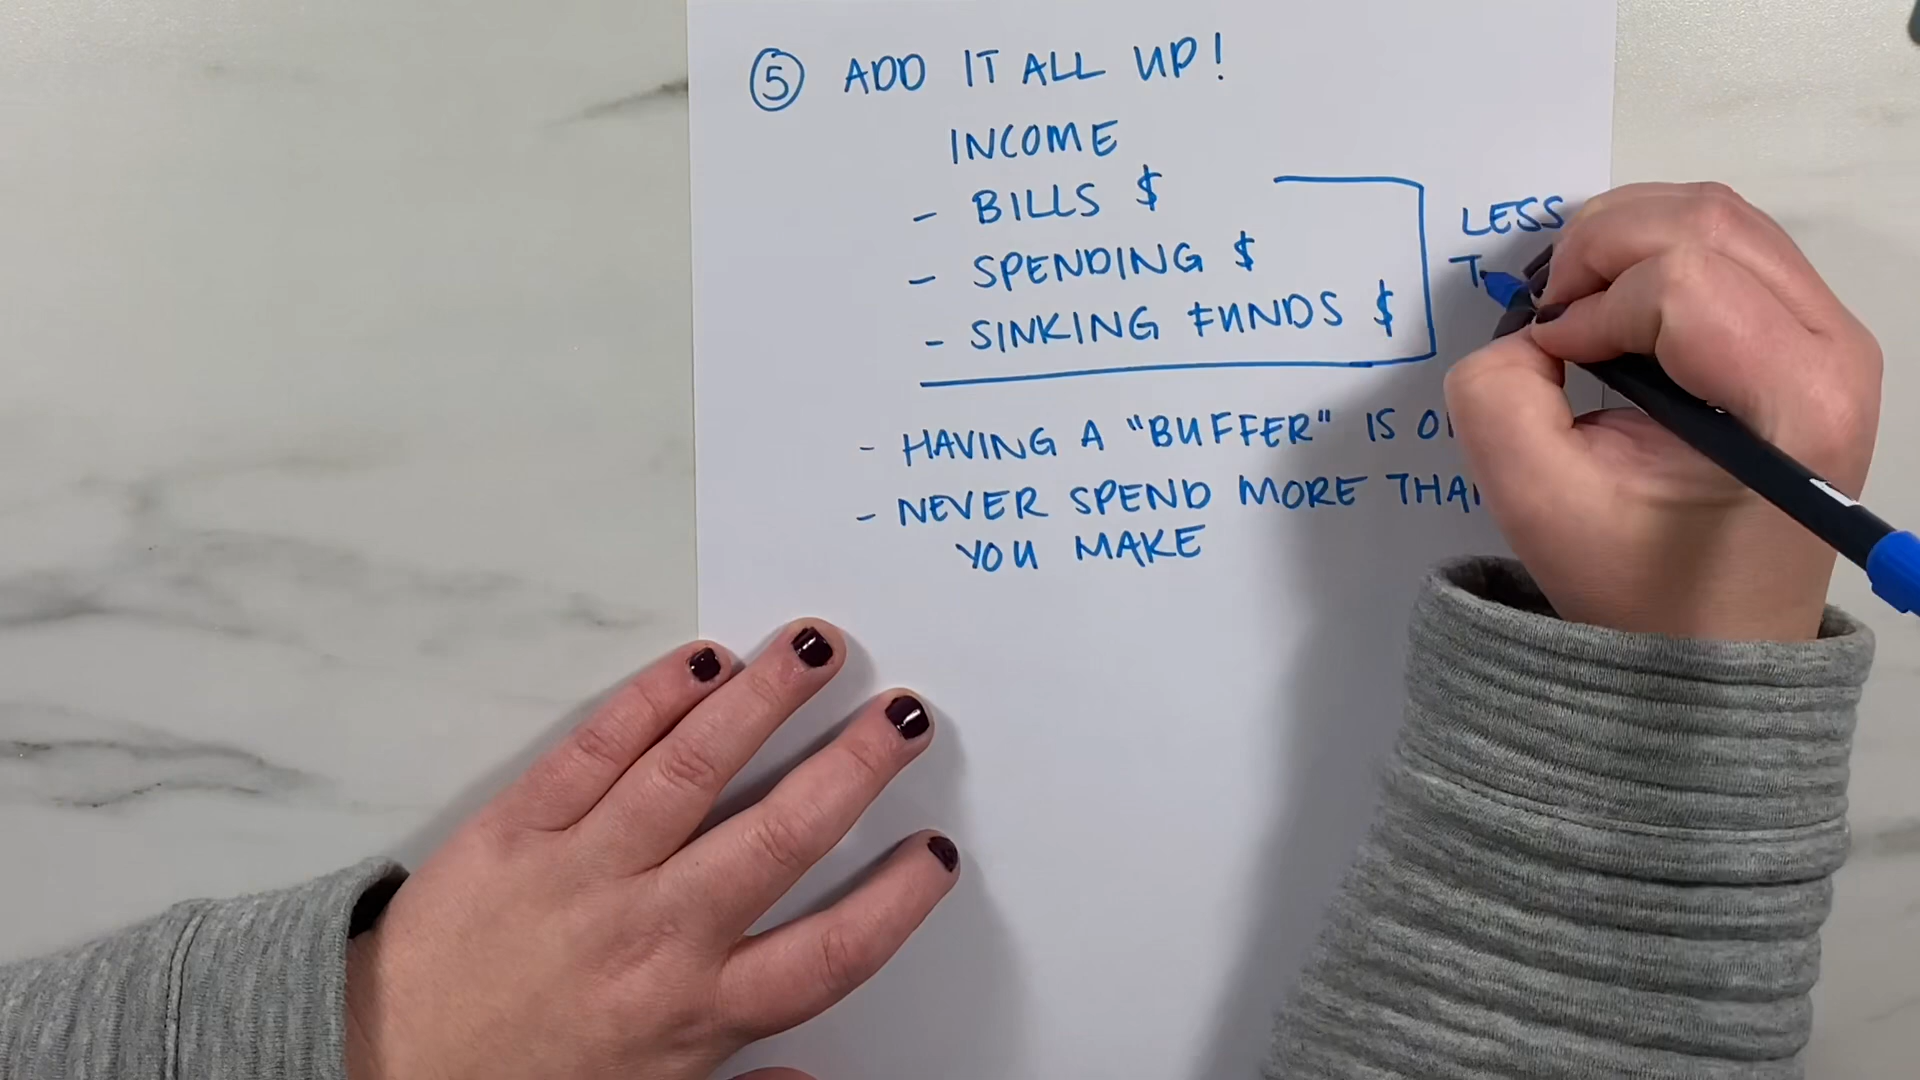 ⑤ ADD IT ALL UP!
INCOME
- BILLS $
- SPENDING $
- SINKING FUNDS $
LESS
- HAVING A "BUFFER" IS
- NEVER SPEND MORE
YOU MAKE